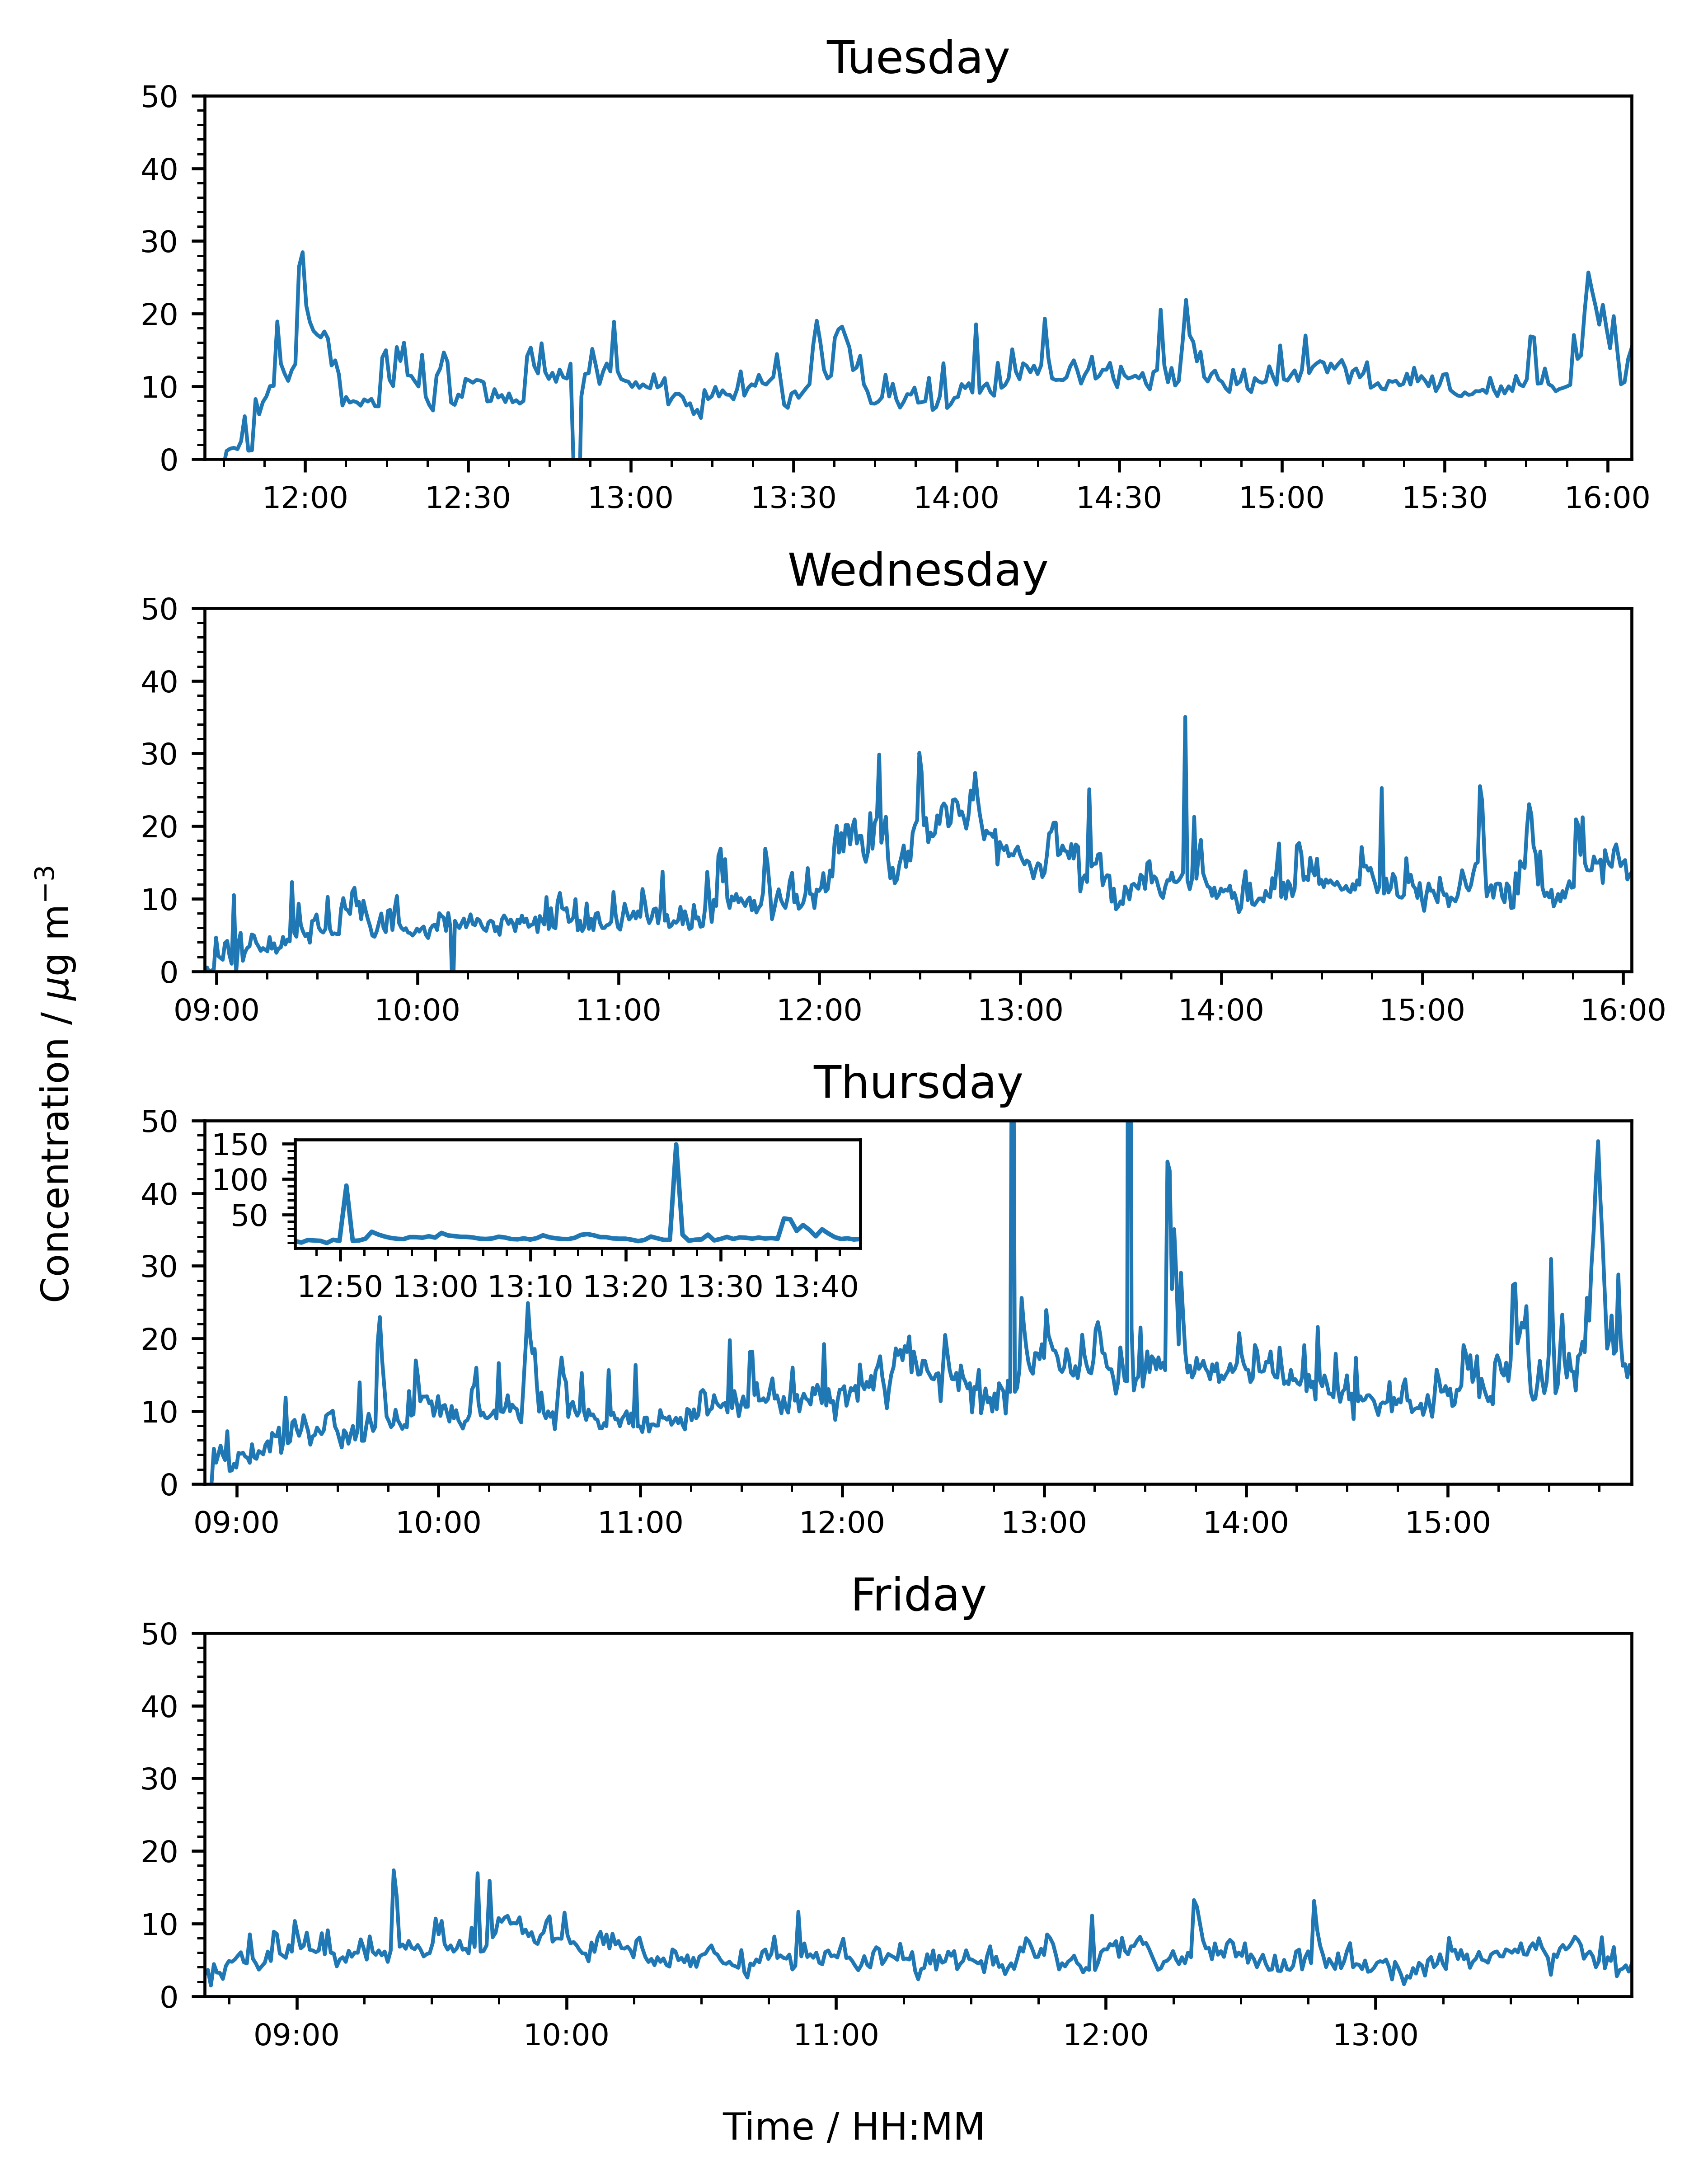 Tuesday
50
40
30
20
10
0
12:00 12:30 13:00 13:30 14:00 14:30 15:00 15:30 16:00
Wednesday
50
40
30
20
10
0
09:00 10:00 11:00 12:00 13:00 14:00 15:00 16:00
Concentration / μg m⁻³
Thursday
50
40
30
20
10
0
150
100
50
12:50 13:00 13:10 13:20 13:30 13:40
09:00 10:00 11:00 12:00 13:00 14:00 15:00
Friday
50
40
30
20
10
0
09:00 10:00 11:00 12:00 13:00
Time / HH:MM